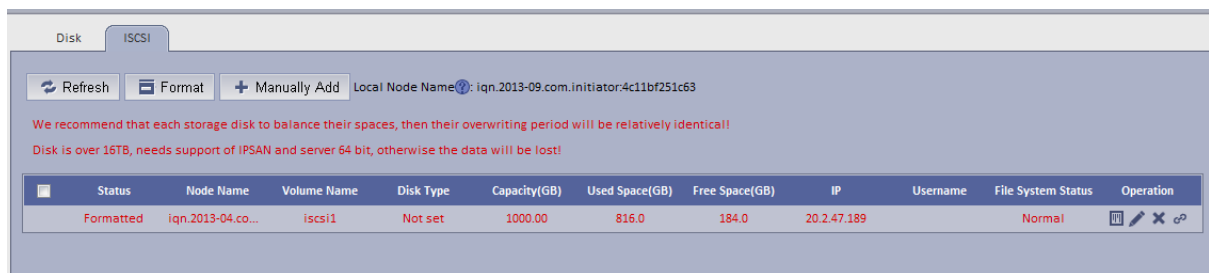 Disk ISCSI
Refresh Format Manually Add Local Node Name?: iqn.2013-09.com.initiator:4c11bf251c63
We recommend that each storage disk to balance their spaces, then their overwriting period will be relatively identical!
Disk is over 16TB, needs support of IPSAN and server 64 bit, otherwise the data will be lost!
Status Node Name Volume Name Disk Type Capacity(GB) Used Space(GB) Free Space(GB) IP Username File System Status Operation
Formatted iqn.2013-04.co... iscsi1 Not set 1000.00 816.0 184.0 20.2.47.189 Normal